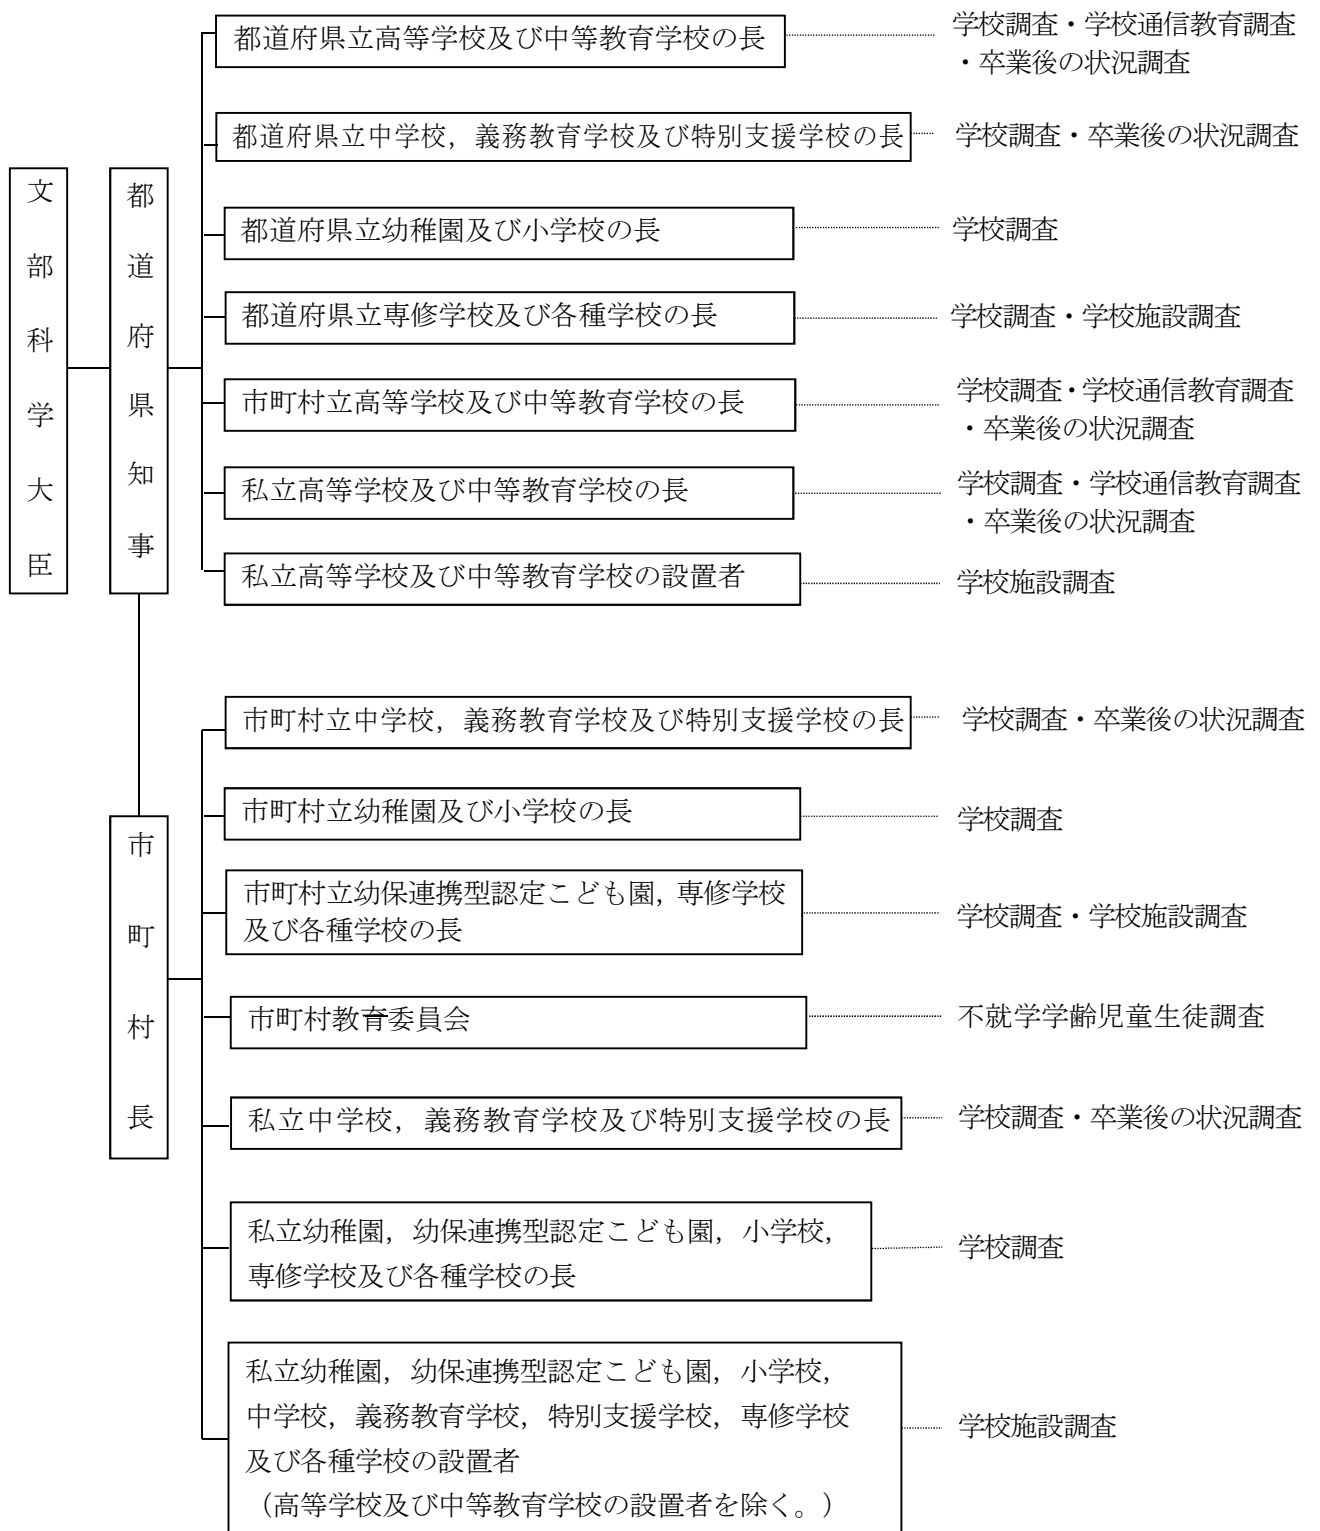 文部科学大臣
都道府県知事
都道府県立高等学校及び中等教育学校の長
学校調査・学校通信教育調査
・卒業後の状況調査
都道府県立中学校，義務教育学校及び特別支援学校の長
学校調査・卒業後の状況調査
都道府県立幼稚園及び小学校の長
学校調査
都道府県立専修学校及び各種学校の長
学校調査・学校施設調査
市町村立高等学校及び中等教育学校の長
学校調査・学校通信教育調査
・卒業後の状況調査
私立高等学校及び中等教育学校の長
学校調査・学校通信教育調査
・卒業後の状況調査
私立高等学校及び中等教育学校の設置者
学校施設調査
市町村長
市町村立中学校，義務教育学校及び特別支援学校の長
学校調査・卒業後の状況調査
市町村立幼稚園及び小学校の長
学校調査
市町村立幼保連携型認定こども園，専修学校
及び各種学校の長
学校調査・学校施設調査
市町村教育委員会
不就学学齢児童生徒調査
私立中学校，義務教育学校及び特別支援学校の長
学校調査・卒業後の状況調査
私立幼稚園，幼保連携型認定こども園，小学校，
専修学校及び各種学校の長
学校調査
私立幼稚園，幼保連携型認定こども園，小学校，
中学校，義務教育学校，特別支援学校，専修学校
及び各種学校の設置者
（高等学校及び中等教育学校の設置者を除く。）
学校施設調査